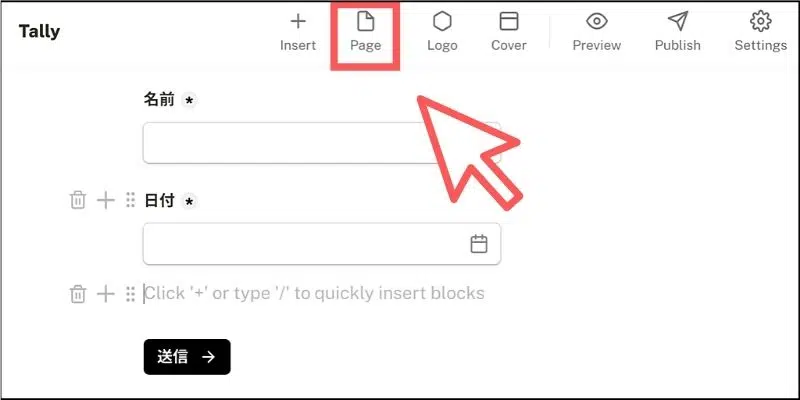 Tally
Insert
Page
Logo
Cover
Preview
Publish
Settings
名前 *
日付 *
Click '+' or type '/' to quickly insert blocks
送信 →